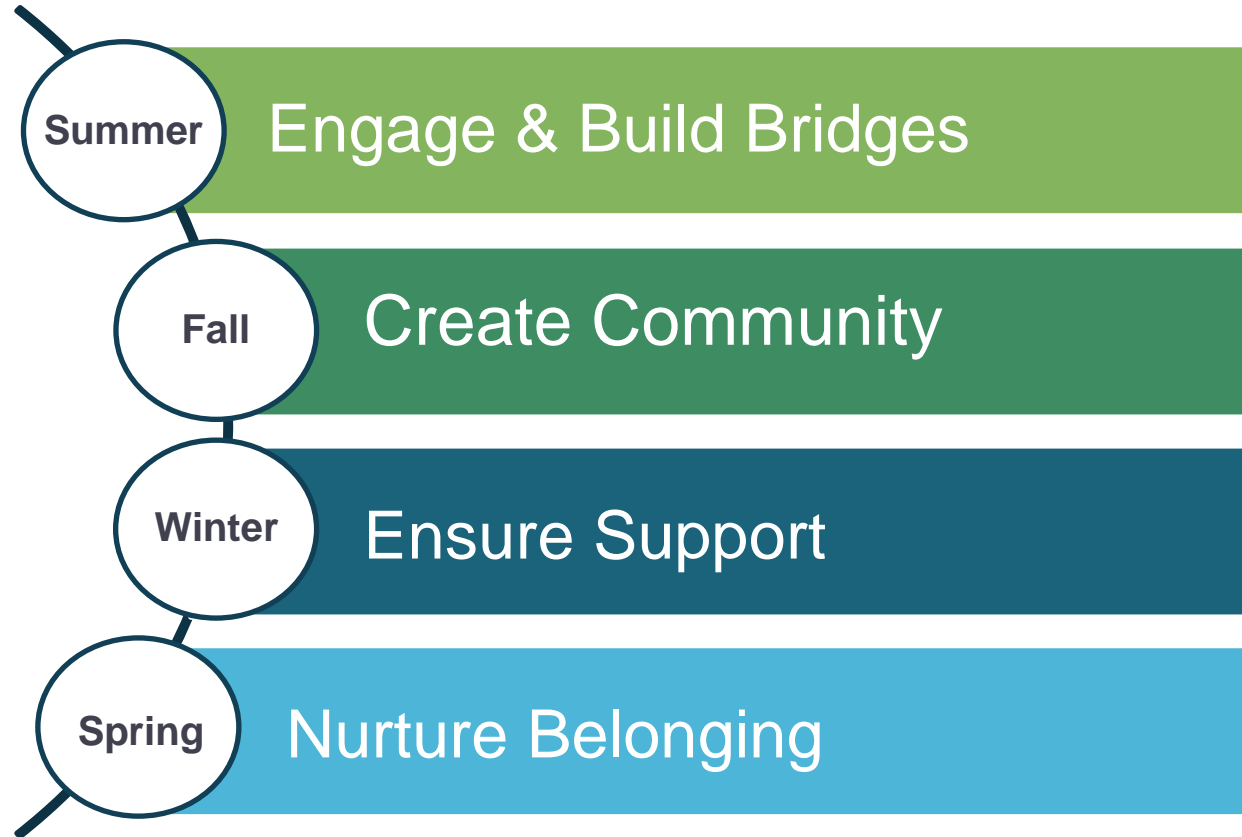 Summer
Engage & Build Bridges
Fall
Create Community
Winter
Ensure Support
Spring
Nurture Belonging